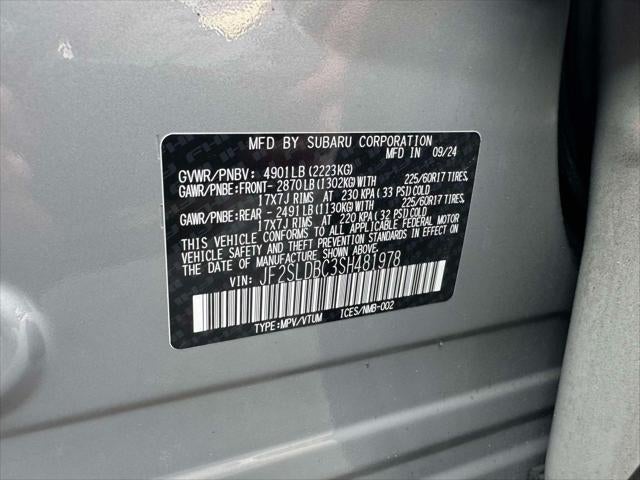 MFD BY SUBARU CORPORATION
MFD IN 09/24
GVWR/PNBV: 4901LB(2223KG)
GAWR/PNBE:FRONT- 2870LB(1302KG)WITH 225/60R17 TIRES,
17X7J RIMS AT 230 KPA( 33 PSI)COLD
GAWR/PNBE:REAR - 2491LB(1130KG)WITH 225/60R17 TIRES,
17X7J RIMS AT 220 KPA( 32 PSI)COLD
THIS VEHICLE CONFORMS TO ALL APPLICABLE FEDERAL MOTOR
VEHICLE SAFETY AND BUMPER STANDARDS IN EFFECT ON
THE DATE OF MANUFACTURE SHOWN ABOVE.
VIN: JF2SLDBC3SH481978
TYPE:MPV/VTUM ICES/NMB-002